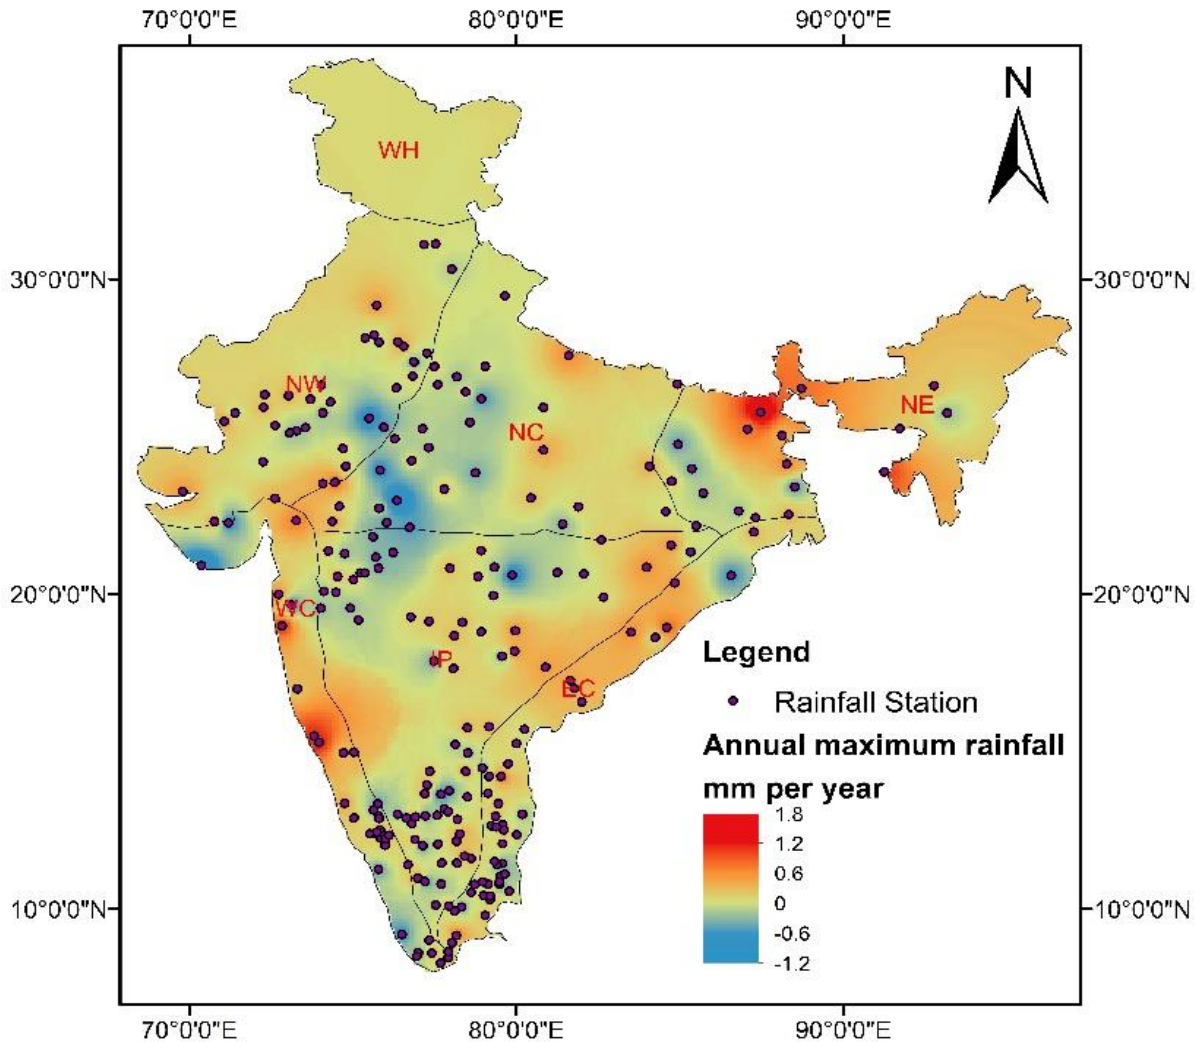 70°0'0"E 80°0'0"E 90°0'0"E
N
WH
30°0'0"N 30°0'0"N
NW
NE
NC
20°0'0"N 20°0'0"N
WC
IP
EC
Legend
Rainfall Station
Annual maximum rainfall
mm per year
1.8
1.2
0.6
0
-0.6
-1.2
10°0'0"N 10°0'0"N
70°0'0"E 80°0'0"E 90°0'0"E